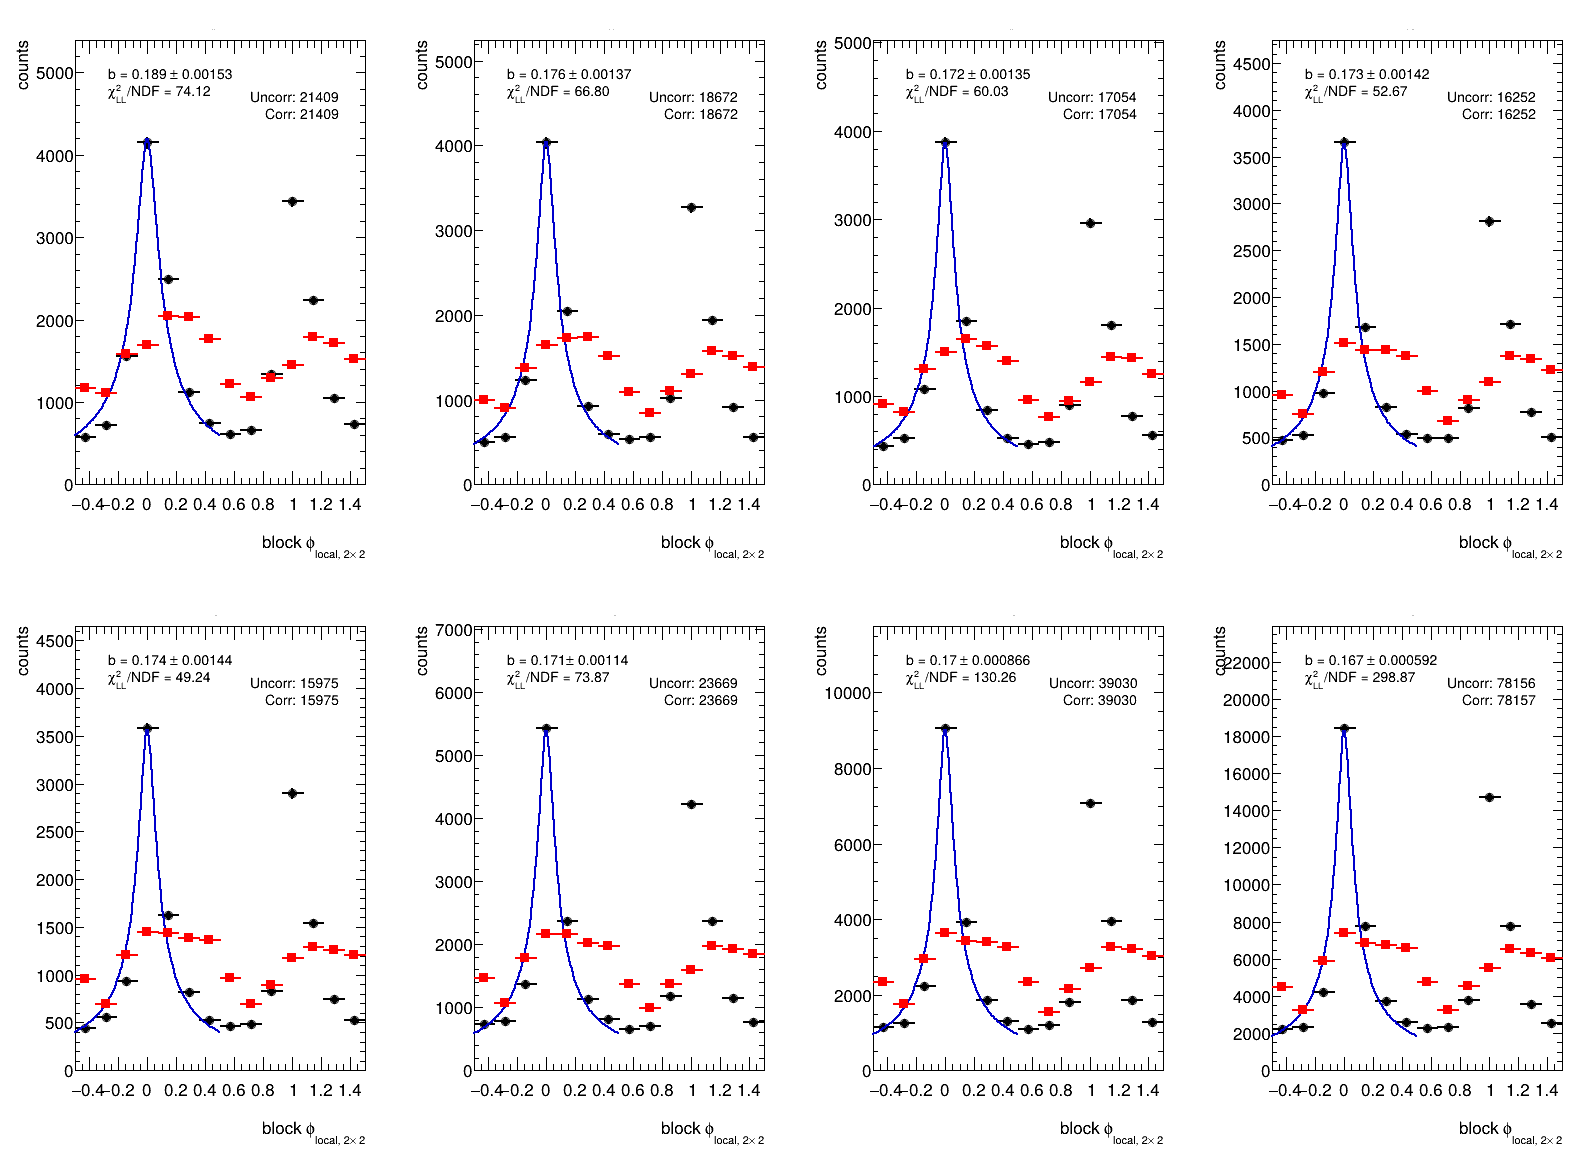 counts
b = 0.189 ± 0.00153
χ²LL/NDF = 74.12
Uncorr: 21409
Corr: 21409
5000
4000
3000
2000
1000
0
−0.4 −0.2 0 0.2 0.4 0.6 0.8 1 1.2 1.4
block ϕlocal, 2×2
counts
b = 0.176 ± 0.00137
χ²LL/NDF = 66.80
Uncorr: 18672
Corr: 18672
5000
4000
3000
2000
1000
0
−0.4 −0.2 0 0.2 0.4 0.6 0.8 1 1.2 1.4
block ϕlocal, 2×2
counts
b = 0.172 ± 0.00135
χ²LL/NDF = 60.03
Uncorr: 17054
Corr: 17054
5000
4000
3000
2000
1000
0
−0.4 −0.2 0 0.2 0.4 0.6 0.8 1 1.2 1.4
block ϕlocal, 2×2
counts
b = 0.173 ± 0.00142
χ²LL/NDF = 52.67
Uncorr: 16252
Corr: 16252
4500
4000
3500
3000
2500
2000
1500
1000
500
0
−0.4 −0.2 0 0.2 0.4 0.6 0.8 1 1.2 1.4
block ϕlocal, 2×2
counts
b = 0.174 ± 0.00144
χ²LL/NDF = 49.24
Uncorr: 15975
Corr: 15975
4500
4000
3500
3000
2500
2000
1500
1000
500
0
−0.4 −0.2 0 0.2 0.4 0.6 0.8 1 1.2 1.4
block ϕlocal, 2×2
counts
b = 0.171± 0.00114
χ²LL/NDF = 73.87
Uncorr: 23669
Corr: 23669
7000
6000
5000
4000
3000
2000
1000
0
−0.4 −0.2 0 0.2 0.4 0.6 0.8 1 1.2 1.4
block ϕlocal, 2×2
counts
b = 0.17 ± 0.000866
χ²LL/NDF = 130.26
Uncorr: 39030
Corr: 39030
10000
8000
6000
4000
2000
0
−0.4 −0.2 0 0.2 0.4 0.6 0.8 1 1.2 1.4
block ϕlocal, 2×2
counts
b = 0.167 ± 0.000592
χ²LL/NDF = 298.87
Uncorr: 78156
Corr: 78157
22000
20000
18000
16000
14000
12000
10000
8000
6000
4000
2000
0
−0.4 −0.2 0 0.2 0.4 0.6 0.8 1 1.2 1.4
block ϕlocal, 2×2